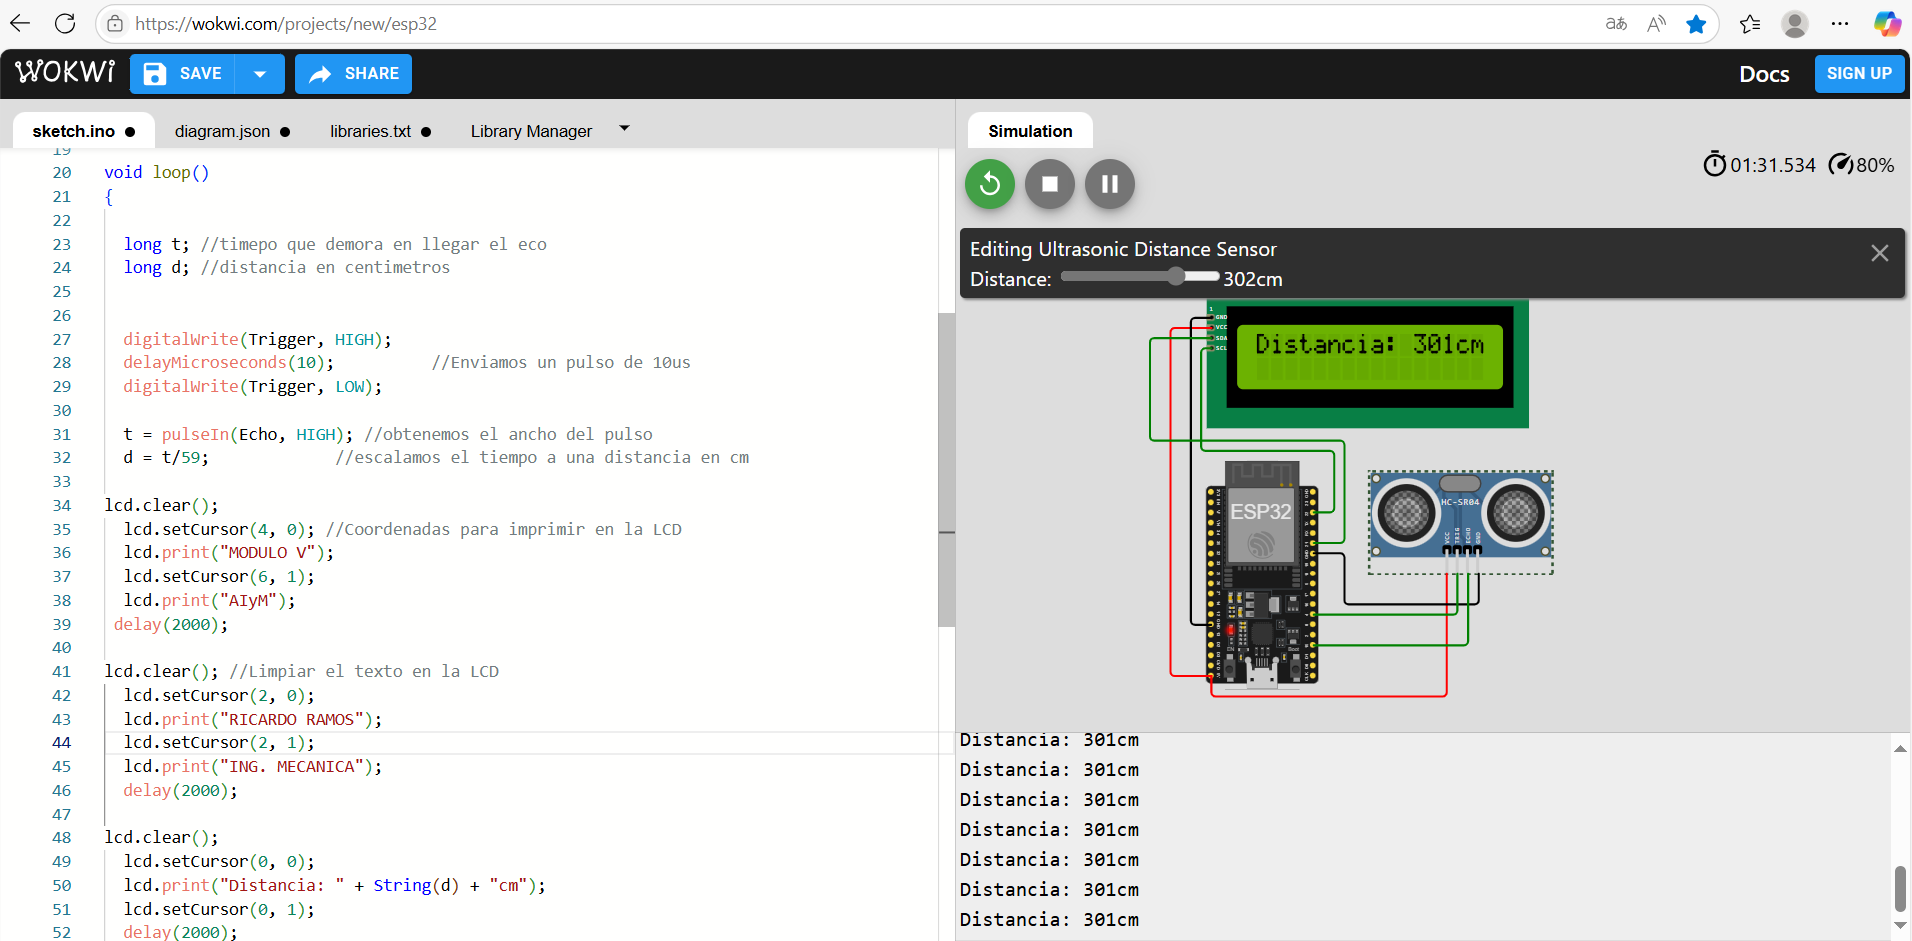 https://wokwi.com/projects/new/esp32
WOKWi
SAVE
SHARE
Docs
SIGN UP
sketch.ino
diagram.json
libraries.txt
Library Manager
Simulation
01:31.534
80%
19
20 void loop()
21 {
22
23 long t; //timepo que demora en llegar el eco
24 long d; //distancia en centimetros
25
26
27 digitalWrite(Trigger, HIGH);
28 delayMicroseconds(10); //Enviamos un pulso de 10us
29 digitalWrite(Trigger, LOW);
30
31 t = pulseIn(Echo, HIGH); //obtenemos el ancho del pulso
32 d = t/59; //escalamos el tiempo a una distancia en cm
33
34 lcd.clear();
35 lcd.setCursor(4, 0); //Coordenadas para imprimir en la LCD
36 lcd.print("MODULO V");
37 lcd.setCursor(6, 1);
38 lcd.print("AIyM");
39 delay(2000);
40
41 lcd.clear(); //Limpiar el texto en la LCD
42 lcd.setCursor(2, 0);
43 lcd.print("RICARDO RAMOS");
44 lcd.setCursor(2, 1);
45 lcd.print("ING. MECANICA");
46 delay(2000);
47
48 lcd.clear();
49 lcd.setCursor(0, 0);
50 lcd.print("Distancia: " + String(d) + "cm");
51 lcd.setCursor(0, 1);
52 delay(2000);
Editing Ultrasonic Distance Sensor
Distance: 302cm
1
GND
VCC
SDA
SCL
Distancia: 301cm
ESP32
HC-SR04
VCC
TRIG
ECHO
GND
EN
Boot
Distancia: 301cm
Distancia: 301cm
Distancia: 301cm
Distancia: 301cm
Distancia: 301cm
Distancia: 301cm
Distancia: 301cm